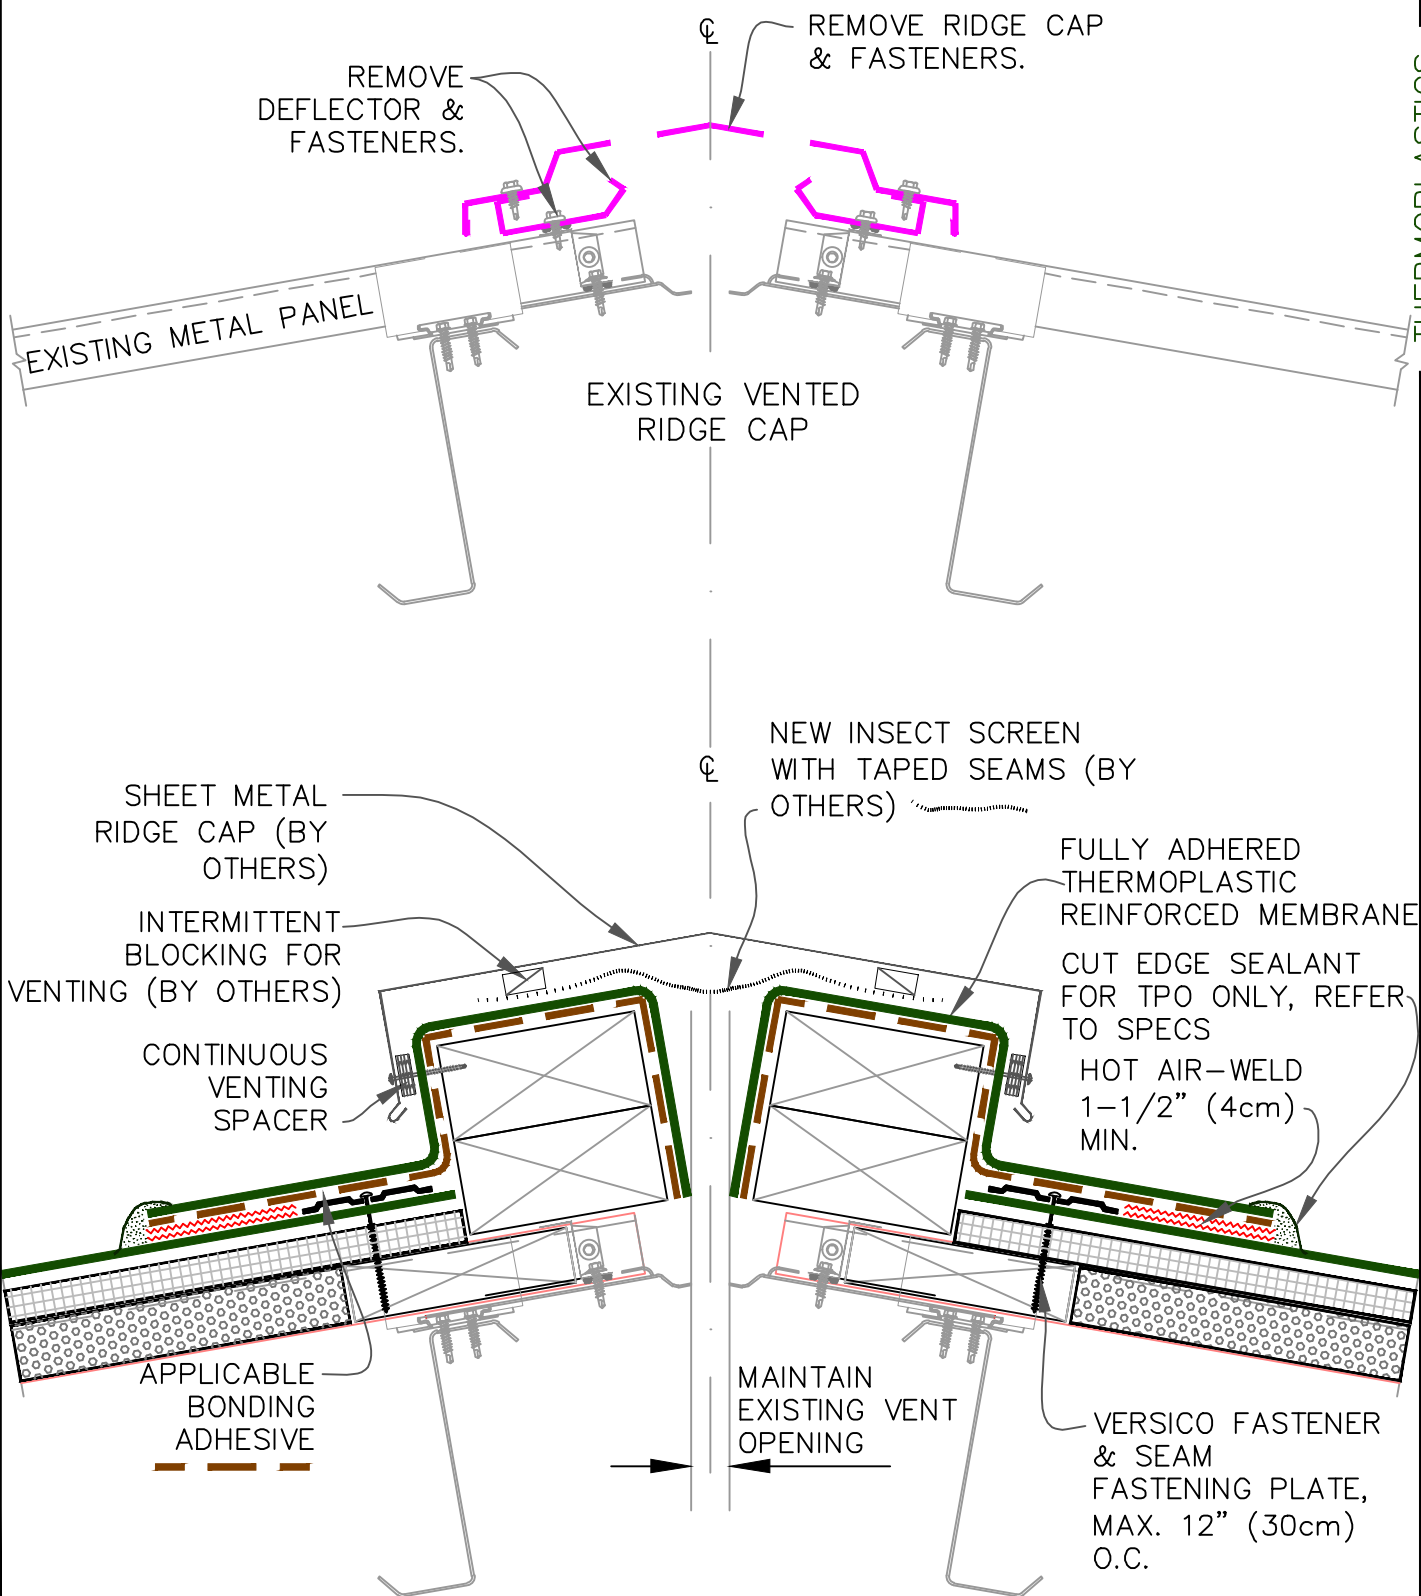 ℄
REMOVE RIDGE CAP
& FASTENERS.
REMOVE
DEFLECTOR &
FASTENERS.
EXISTING METAL PANEL
EXISTING VENTED
RIDGE CAP
℄
NEW INSECT SCREEN
WITH TAPED SEAMS (BY
OTHERS)
SHEET METAL
RIDGE CAP (BY
OTHERS)
INTERMITTENT
BLOCKING FOR
VENTING (BY OTHERS)
CONTINUOUS
VENTING
SPACER
FULLY ADHERED
THERMOPLASTIC
REINFORCED MEMBRANE
CUT EDGE SEALANT
FOR TPO ONLY, REFER
TO SPECS
HOT AIR-WELD
1-1/2" (4cm)
MIN.
APPLICABLE
BONDING
ADHESIVE
MAINTAIN
EXISTING VENT
OPENING
VERSICO FASTENER
& SEAM
FASTENING PLATE,
MAX. 12" (30cm)
O.C.